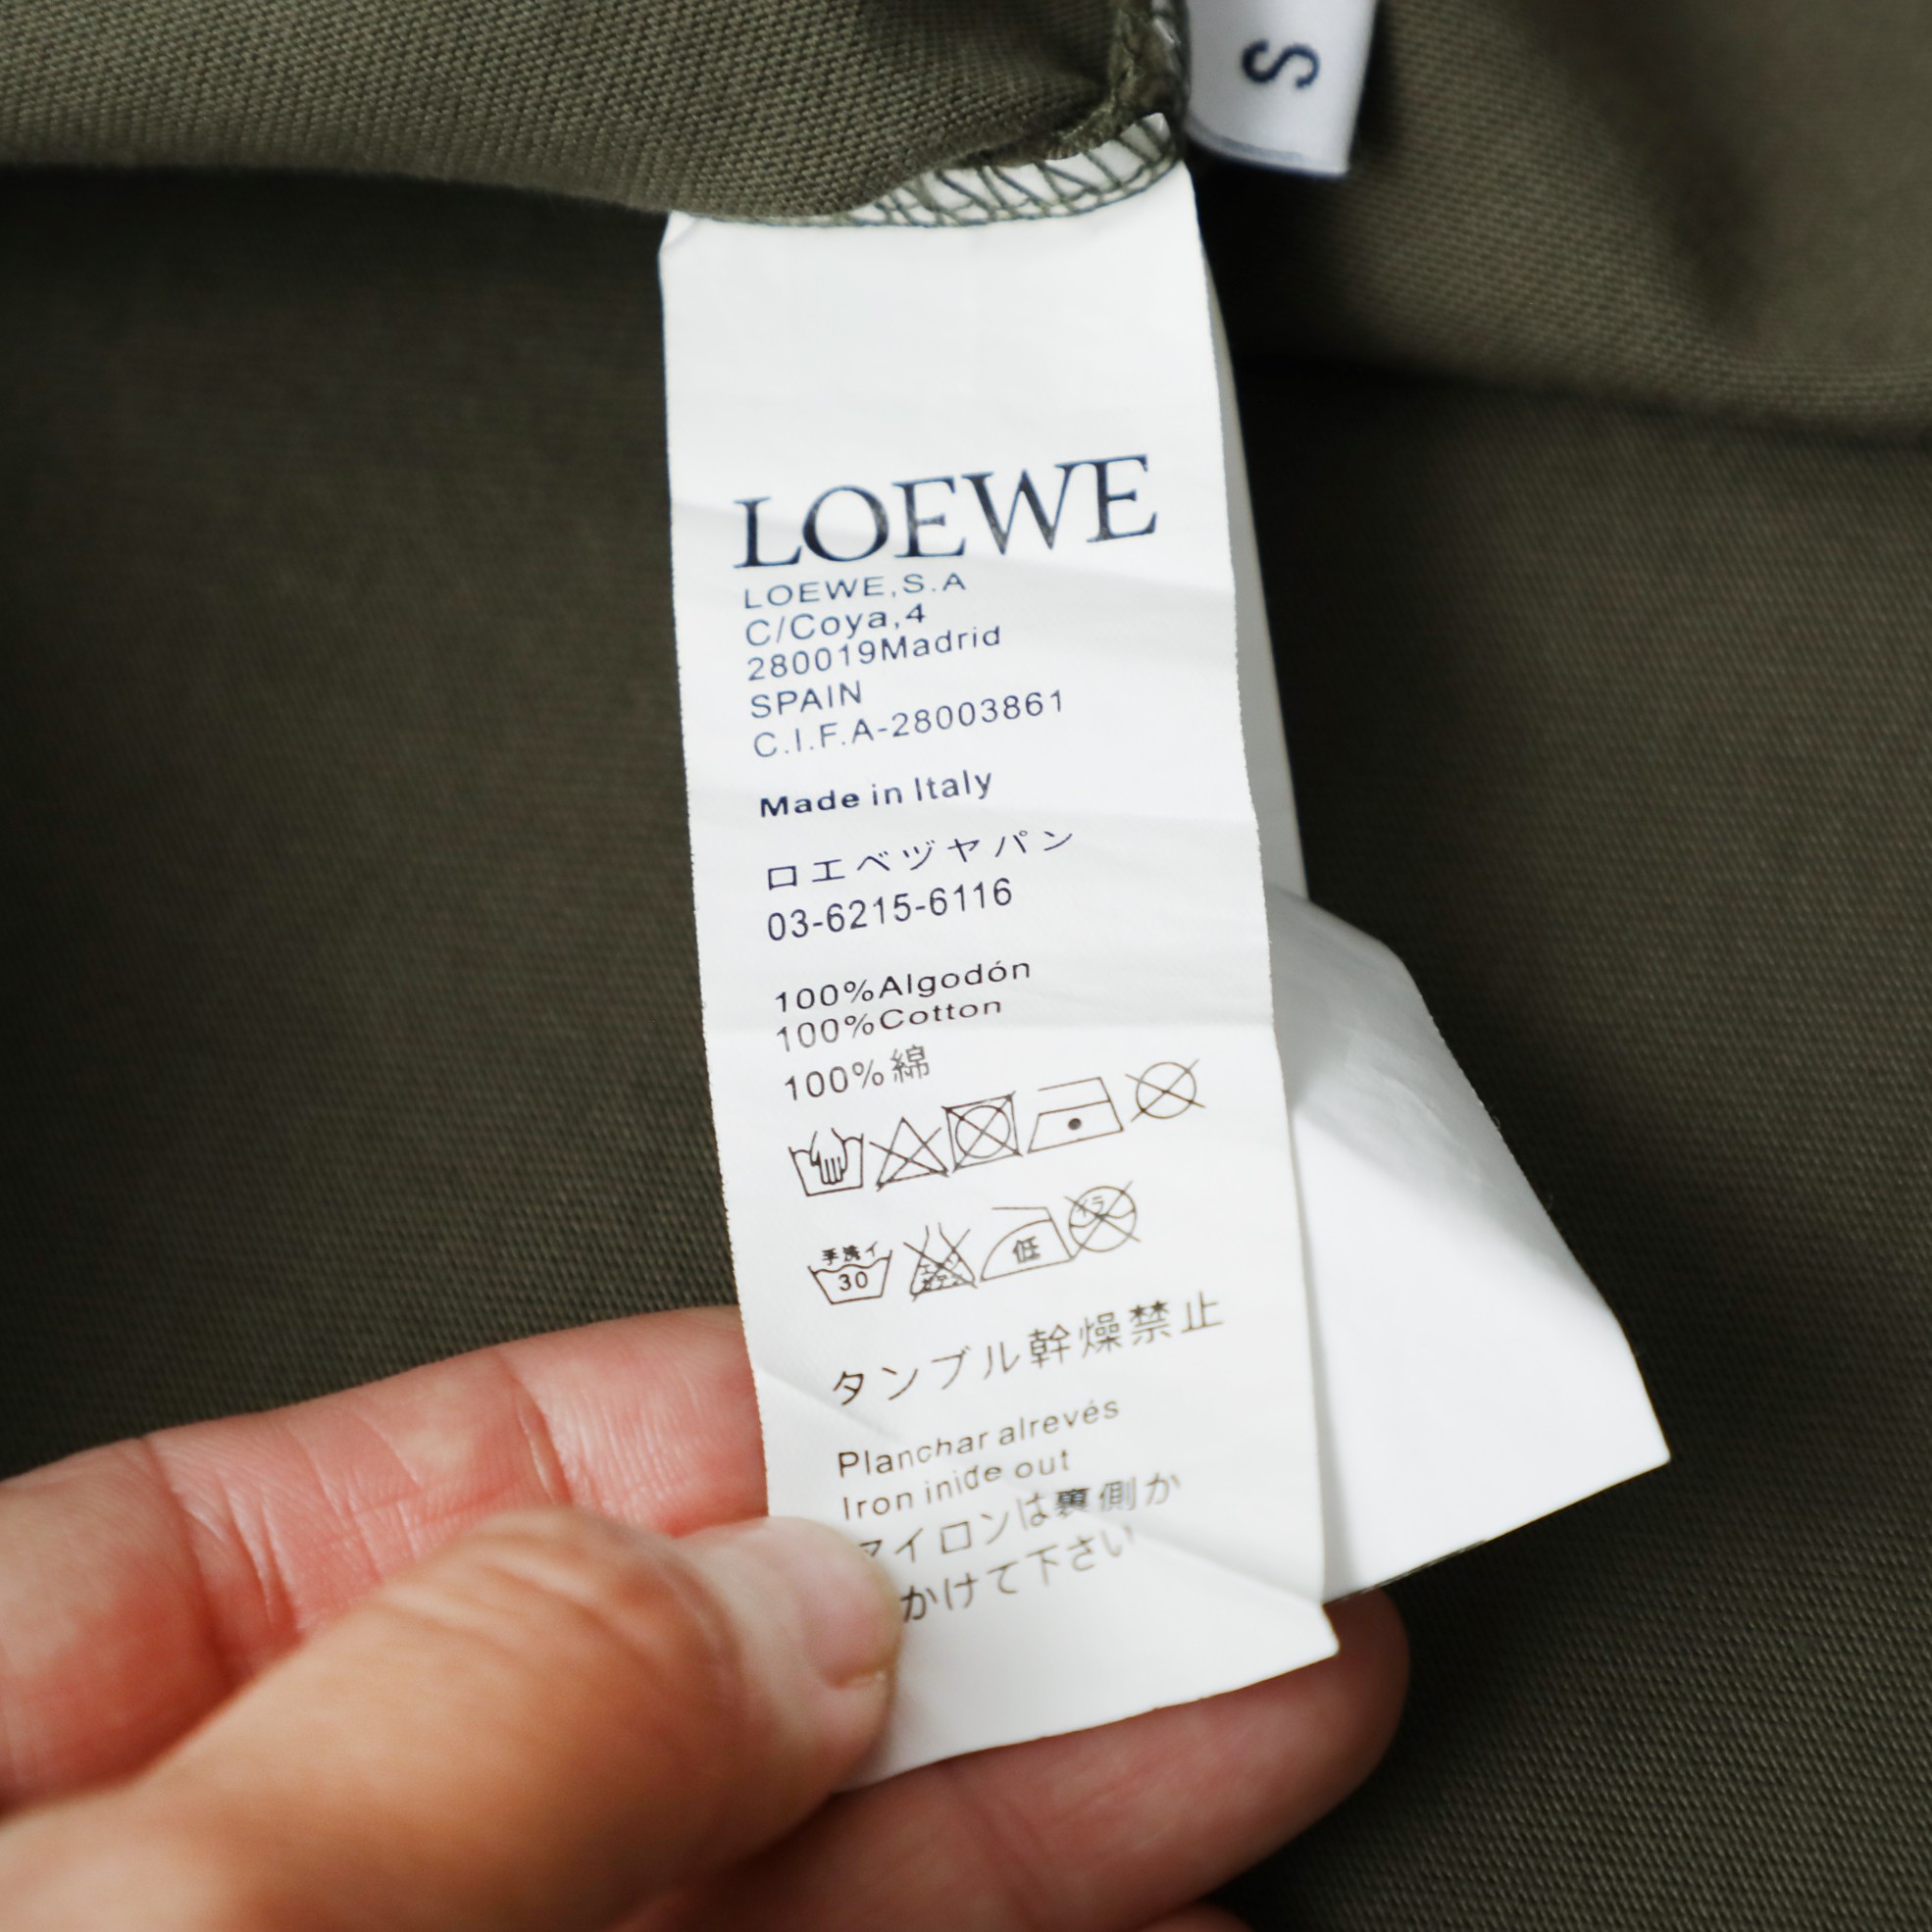 S
LOEWE
LOEWE,S.A
C/Coya,4
280019Madrid
SPAIN
C.I.F.A-28003861
Made in Italy
ロエベヅヤパン
03-6215-6116
100%Algodón
100%Cotton
100%綿
手洗イ
30
低
タンブル幹燥禁止
Planchar alrevés
Iron inide out
アイロンは裏側か
かけて下さい